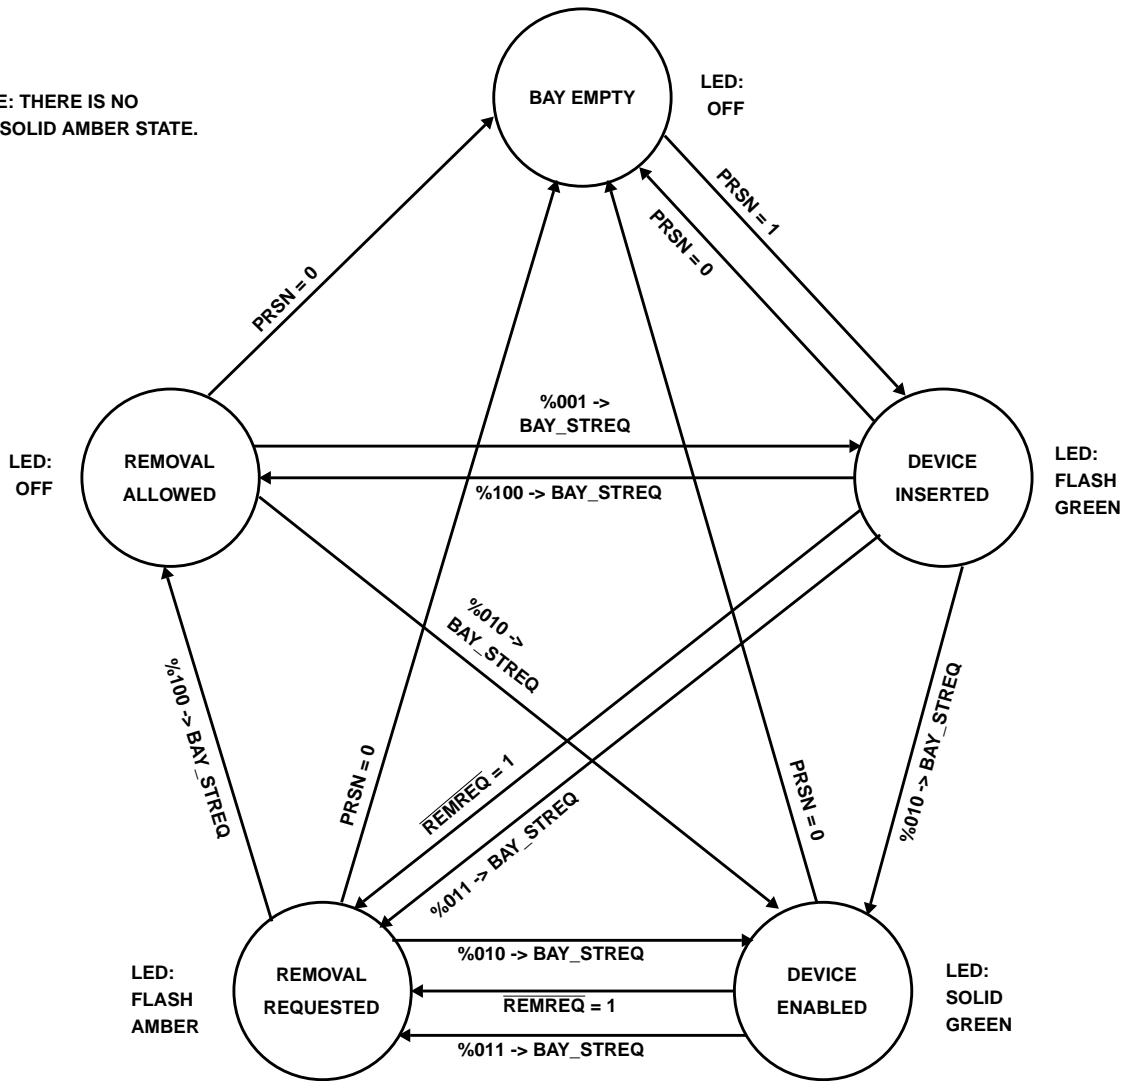 BAY EMPTY
LED:
OFF
E: THERE IS NO
SOLID AMBER STATE.
PRSN = 1
PRSN = 0
PRSN = 0
%001 ->
BAY_STREQ
%100 -> BAY_STREQ
LED:
OFF
REMOVAL
ALLOWED
DEVICE
INSERTED
LED:
FLASH
GREEN
%010 ->
BAY_STREQ
%100 -> BAY_STREQ
PRSN = 0
REMREQ = 1
%011 -> BAY_STREQ
PRSN = 0
%010 -> BAY_STREQ
LED:
FLASH
AMBER
REMOVAL
REQUESTED
%010 -> BAY_STREQ
REMREQ = 1
%011 -> BAY_STREQ
DEVICE
ENABLED
LED:
SOLID
GREEN